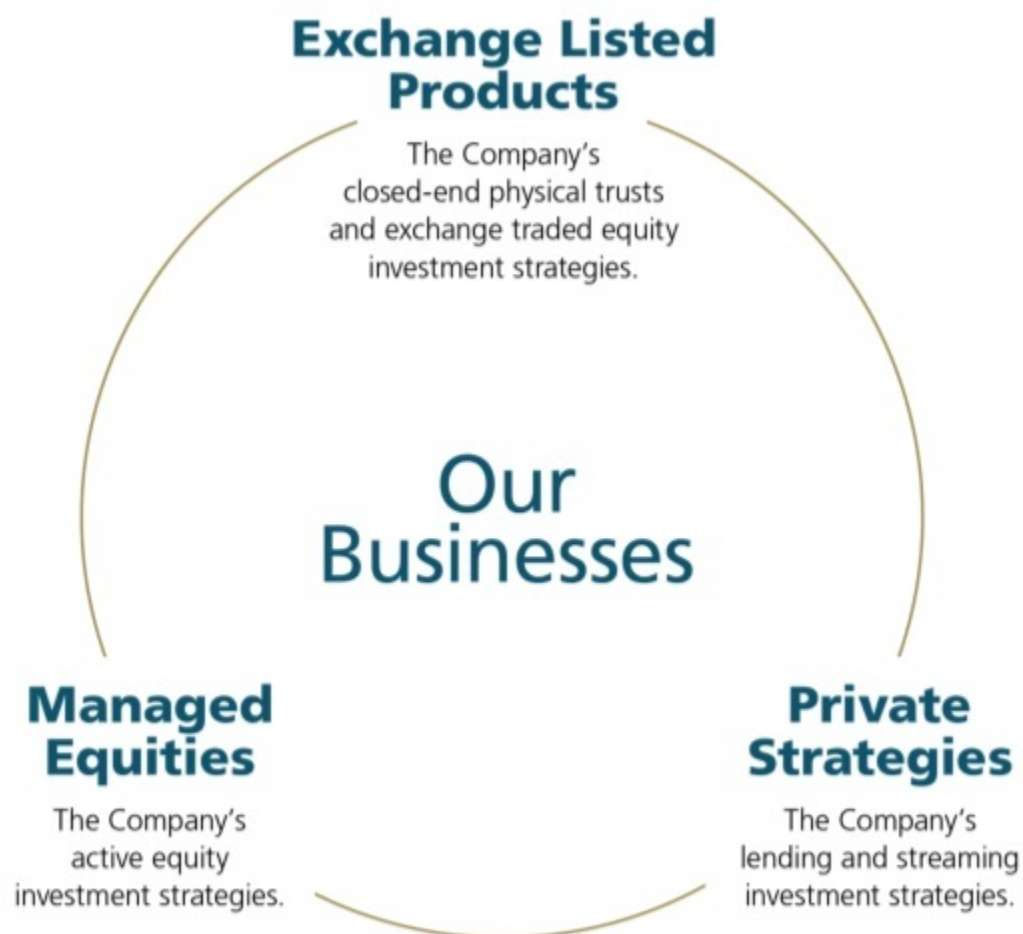 Exchange Listed
Products
The Company's
closed-end physical trusts
and exchange traded equity
investment strategies.
Our
Businesses
Managed
Equities
The Company's
active equity
investment strategies.
Private
Strategies
The Company's
lending and streaming
investment strategies.